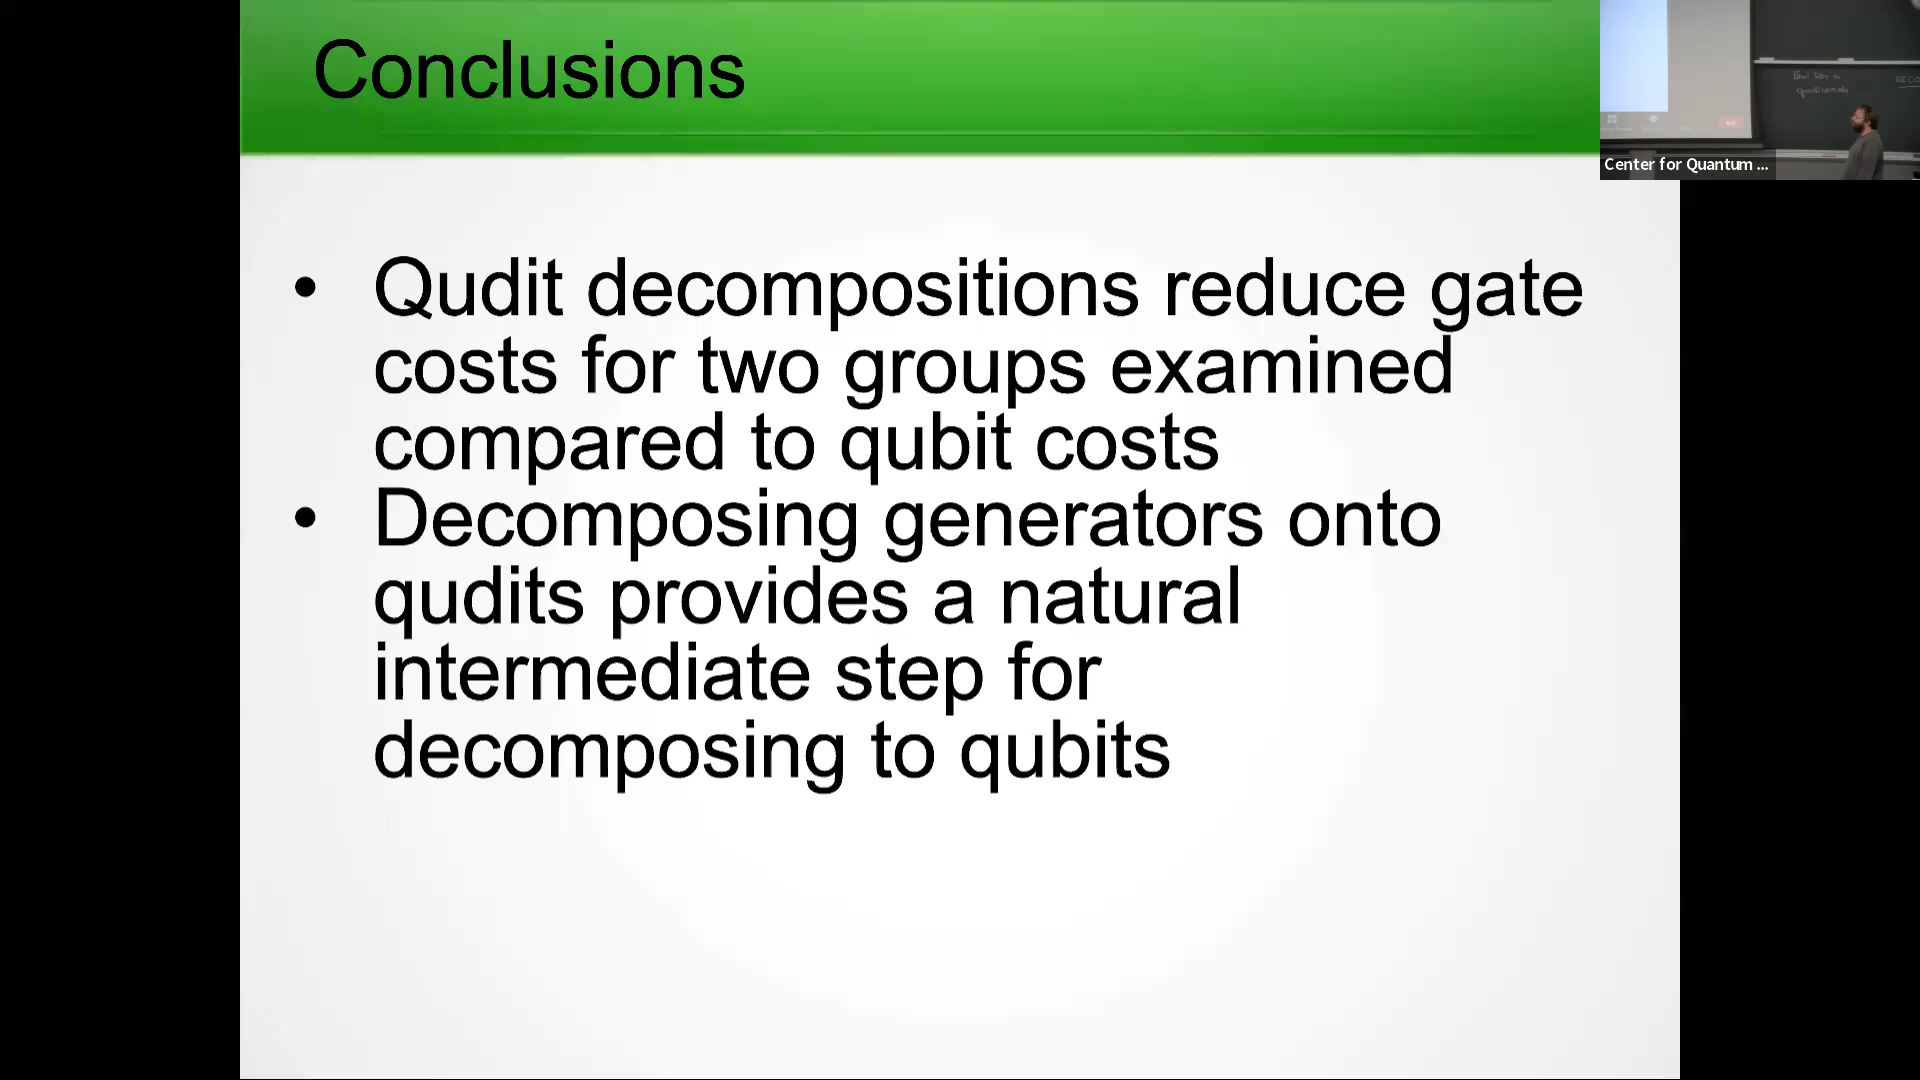 Conclusions
Center for Quantum ...
• Qudit decompositions reduce gate
costs for two groups examined
compared to qubit costs
• Decomposing generators onto
qudits provides a natural
intermediate step for
decomposing to qubits